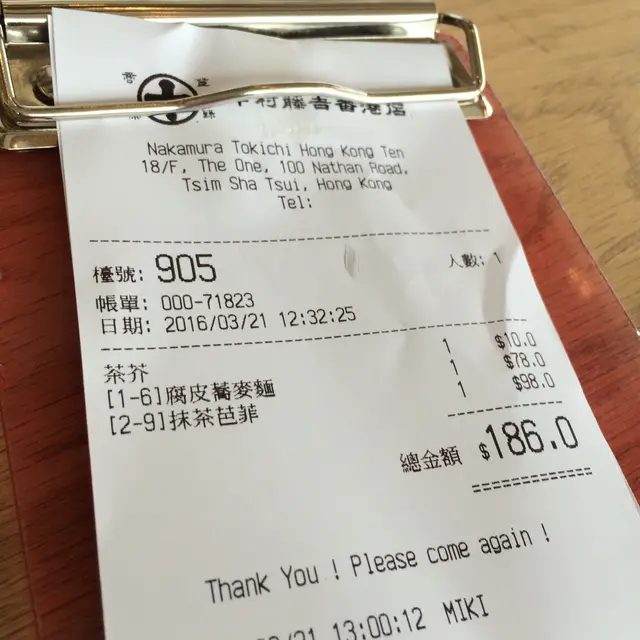 中村藤吉香港店
Nakamura Tokichi Hong Kong Ten
18/F, The One, 100 Nathan Road,
Tsim Sha Tsui, Hong Kong
Tel:
檯號: 905 人數: 1
帳單: 000-71823
日期: 2016/03/21 12:32:25
茶芥 1 $10.0
[1-6]腐皮蕎麥麵 1 $78.0
[2-9]抹茶芭菲 1 $98.0
總金額 $186.0
Thank You ! Please come again !
/21 13:00:12 MIKI